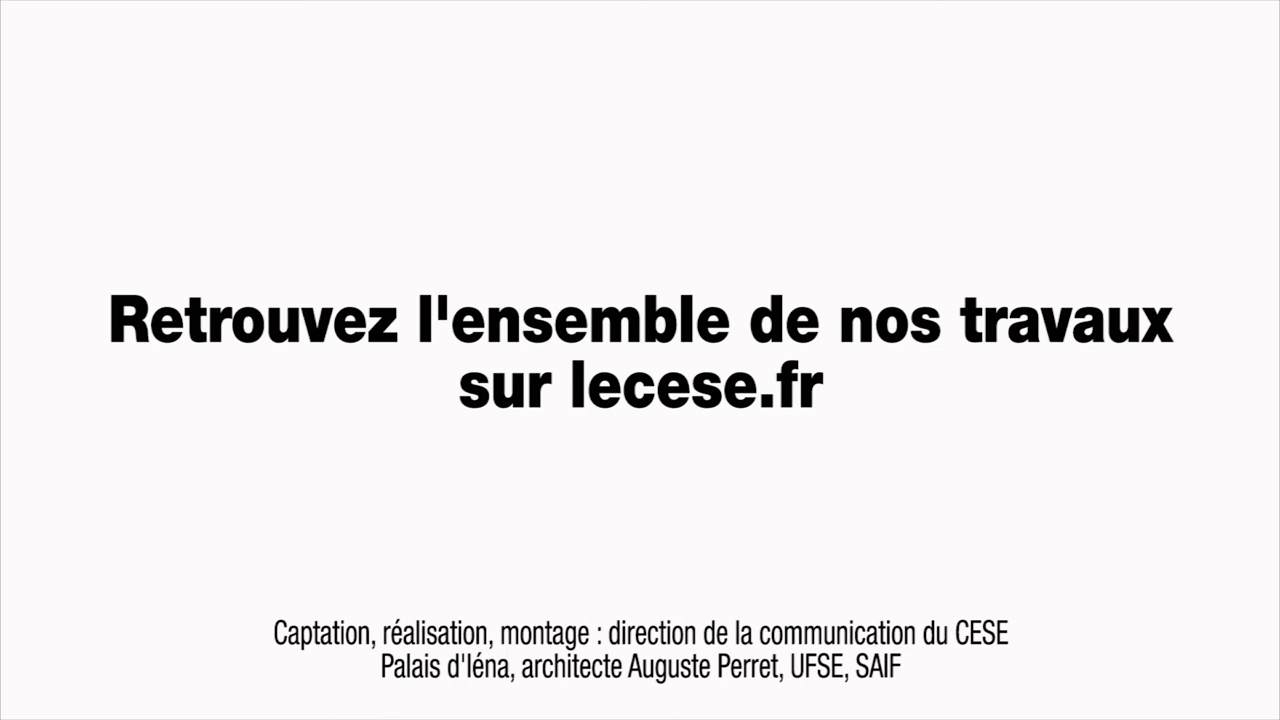 Retrouvez l'ensemble de nos travaux
sur lecese.fr
Captation, réalisation, montage : direction de la communication du CESE
Palais d'Iéna, architecte Auguste Perret, UFSE, SAIF